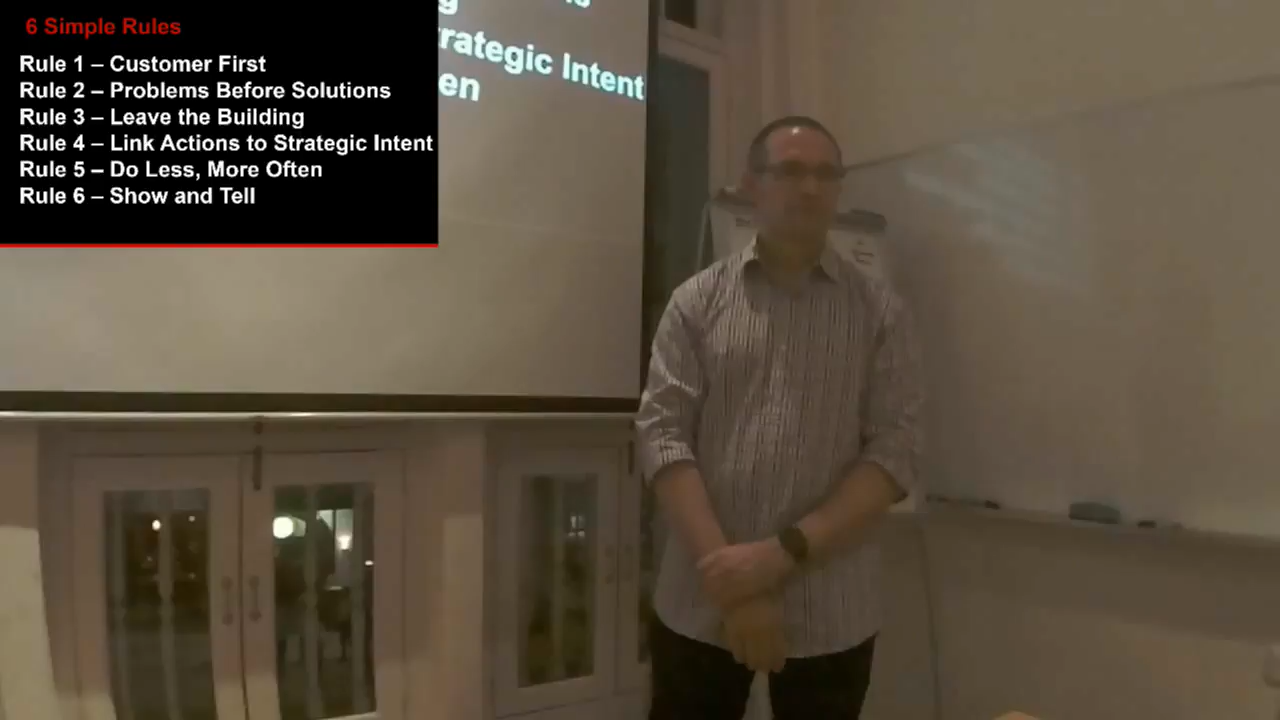 6 Simple Rules
Rule 1 – Customer First
Rule 2 – Problems Before Solutions
Rule 3 – Leave the Building
Rule 4 – Link Actions to Strategic Intent
Rule 5 – Do Less, More Often
Rule 6 – Show and Tell
rategic Intent
en